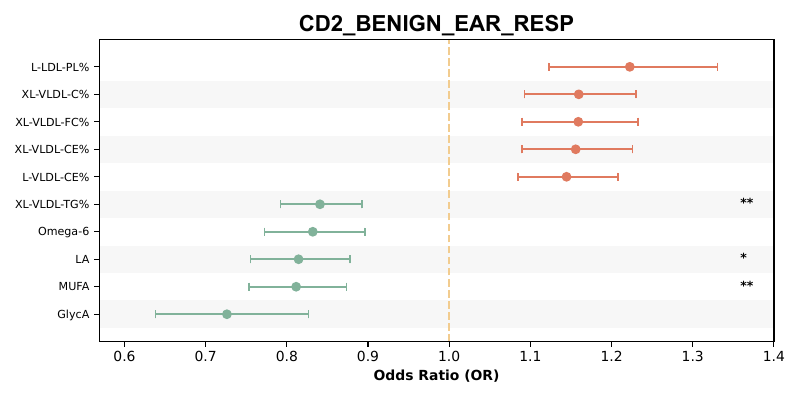 CD2_BENIGN_EAR_RESP
L-LDL-PL%
XL-VLDL-C%
XL-VLDL-FC%
XL-VLDL-CE%
L-VLDL-CE%
XL-VLDL-TG% **
Omega-6
LA *
MUFA **
GlycA
0.6 0.7 0.8 0.9 1.0 1.1 1.2 1.3 1.4
Odds Ratio (OR)